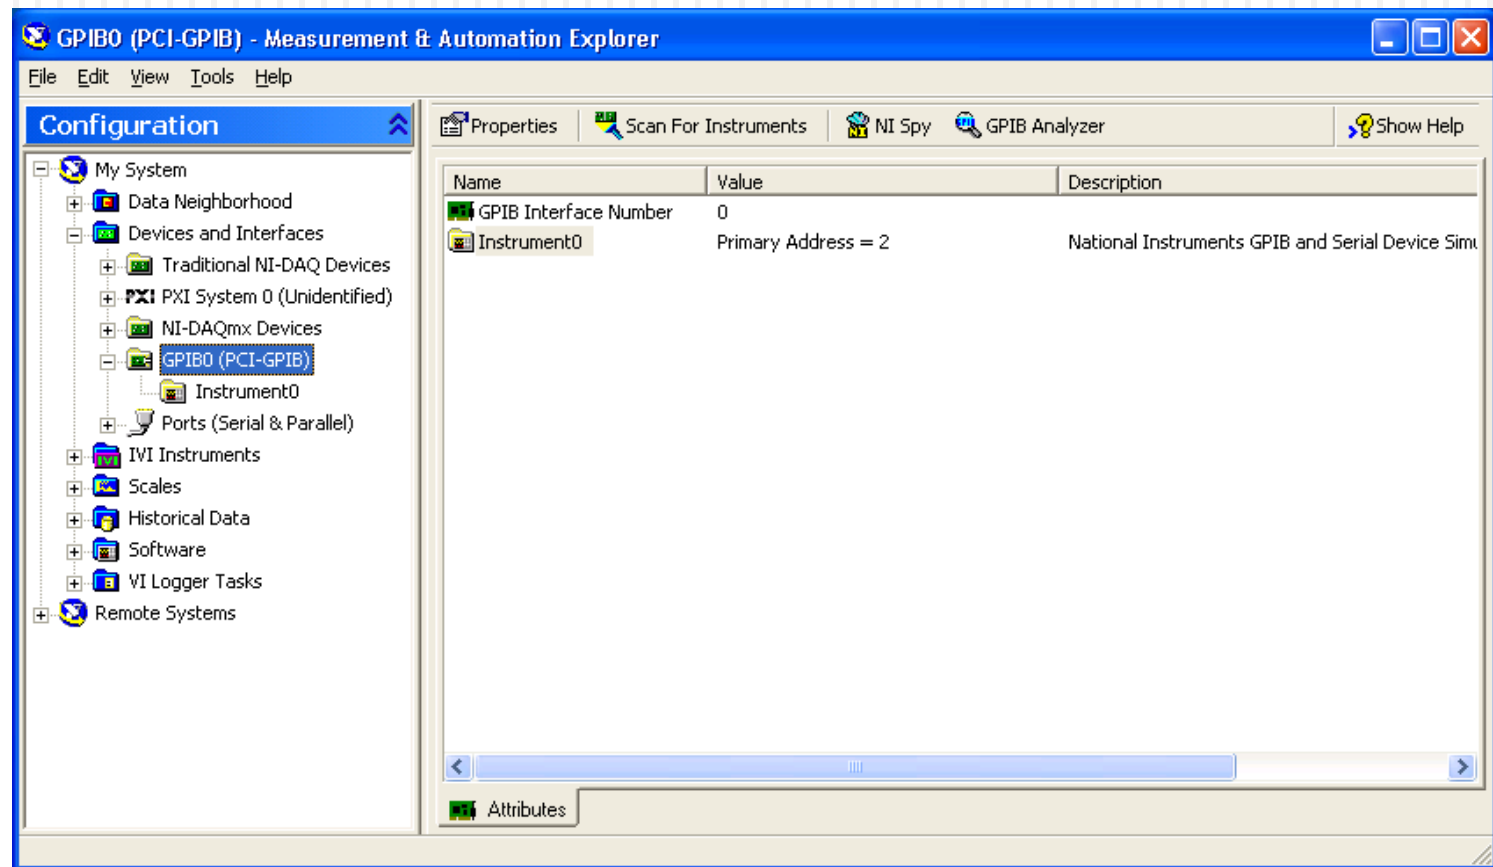 GPIB0 (PCI-GPIB) - Measurement & Automation Explorer
File Edit View Tools Help
Configuration
Properties Scan For Instruments NI Spy GPIB Analyzer Show Help
My System
Data Neighborhood
Devices and Interfaces
Traditional NI-DAQ Devices
PXI PXI System 0 (Unidentified)
NI-DAQmx Devices
GPIB0 (PCI-GPIB)
Instrument0
Ports (Serial & Parallel)
IVI Instruments
Scales
Historical Data
Software
VI Logger Tasks
Remote Systems
Name Value Description
GPIB Interface Number 0
Instrument0 Primary Address = 2 National Instruments GPIB and Serial Device Simu
Attributes